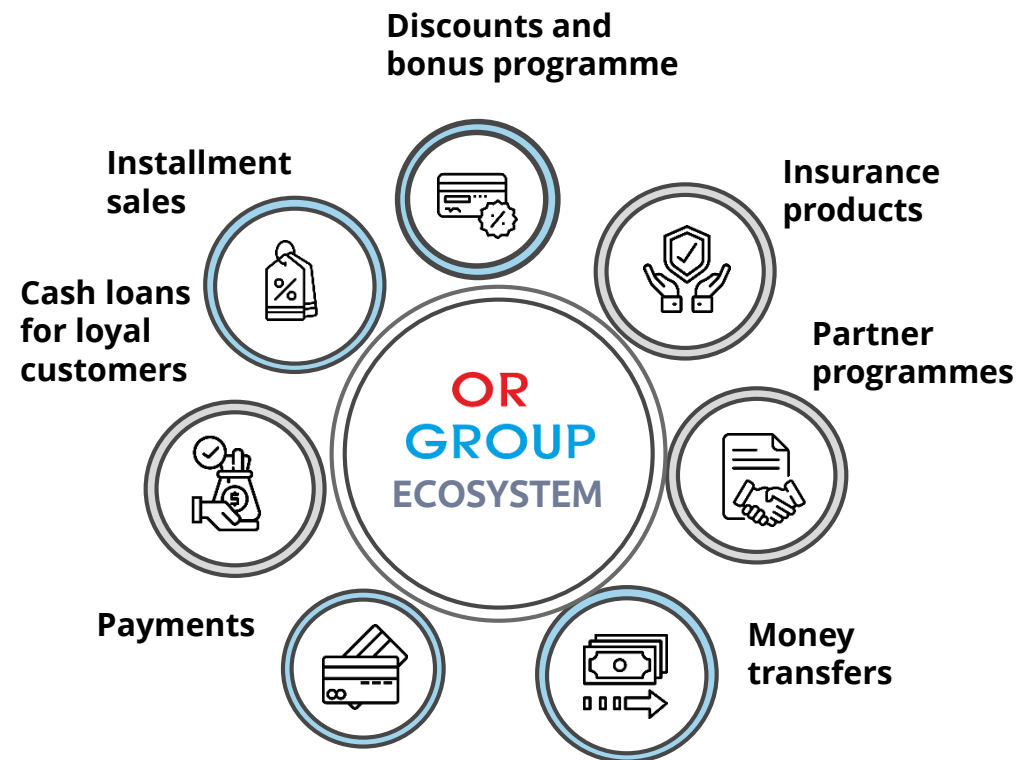 Discounts and
bonus programme
Installment
sales
Insurance
products
Cash loans
for loyal
customers
Partner
programmes
OR
GROUP
ECOSYSTEM
Payments
Money
transfers